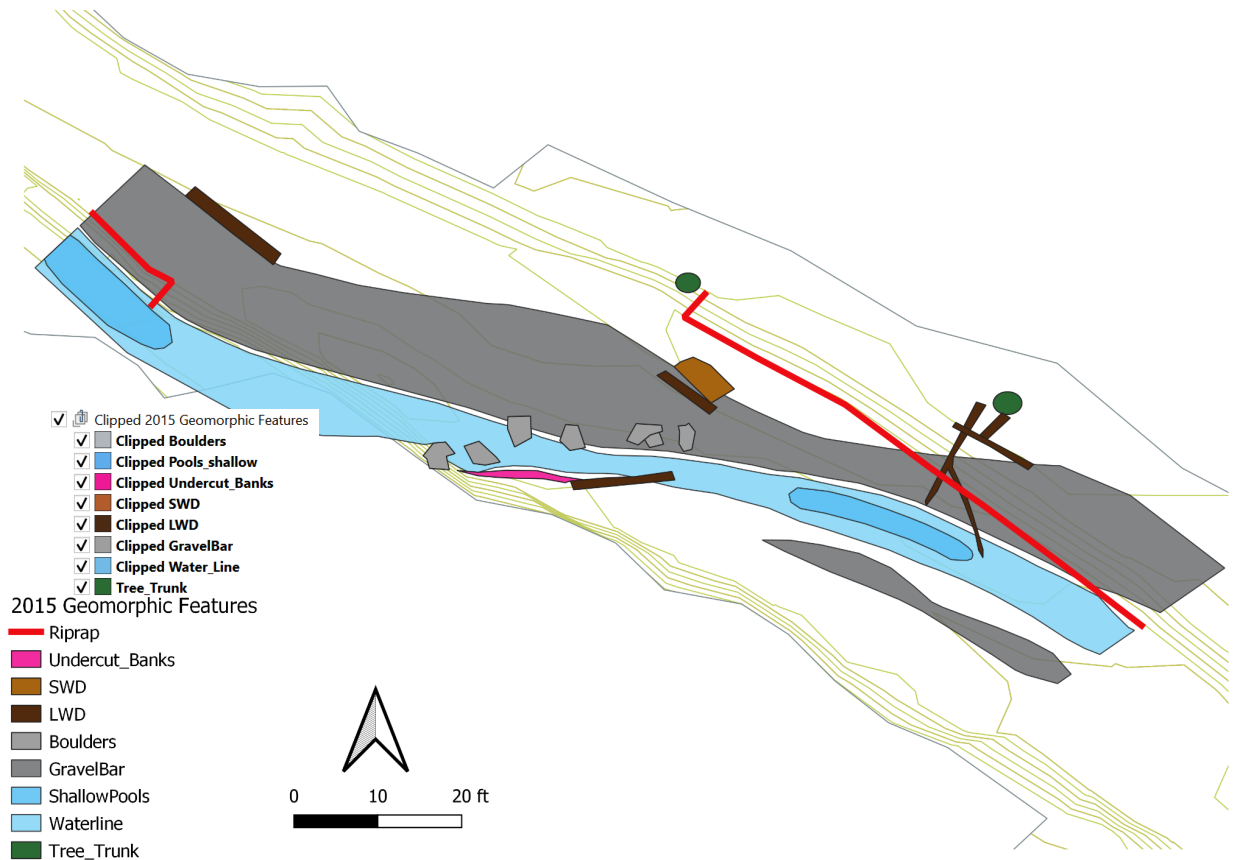 Clipped 2015 Geomorphic Features
Clipped Boulders
Clipped Pools_shallow
Clipped Undercut_Banks
Clipped SWD
Clipped LWD
Clipped GravelBar
Clipped Water_Line
Tree_Trunk
2015 Geomorphic Features
Riprap
Undercut_Banks
SWD
LWD
Boulders
GravelBar
ShallowPools
Waterline
Tree_Trunk
0 10 20 ft